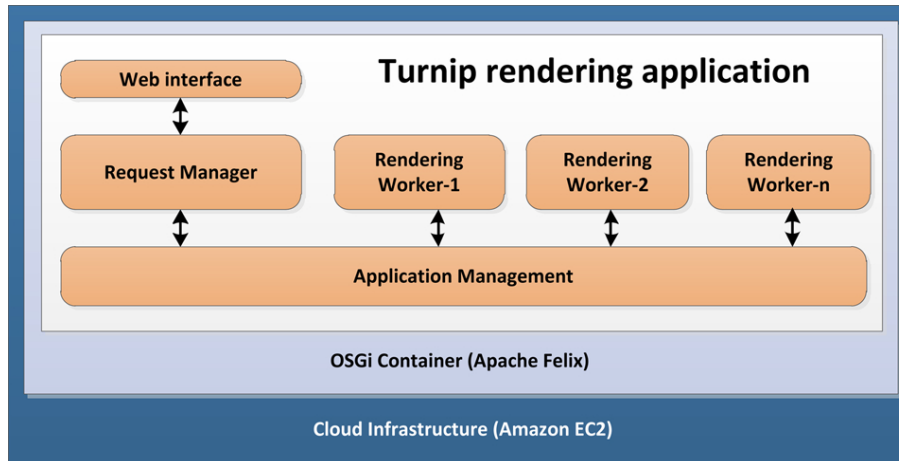 Turnip rendering application
Web interface
Request Manager
Rendering
Worker-1
Rendering
Worker-2
Rendering
Worker-n
Application Management
OSGi Container (Apache Felix)
Cloud Infrastructure (Amazon EC2)